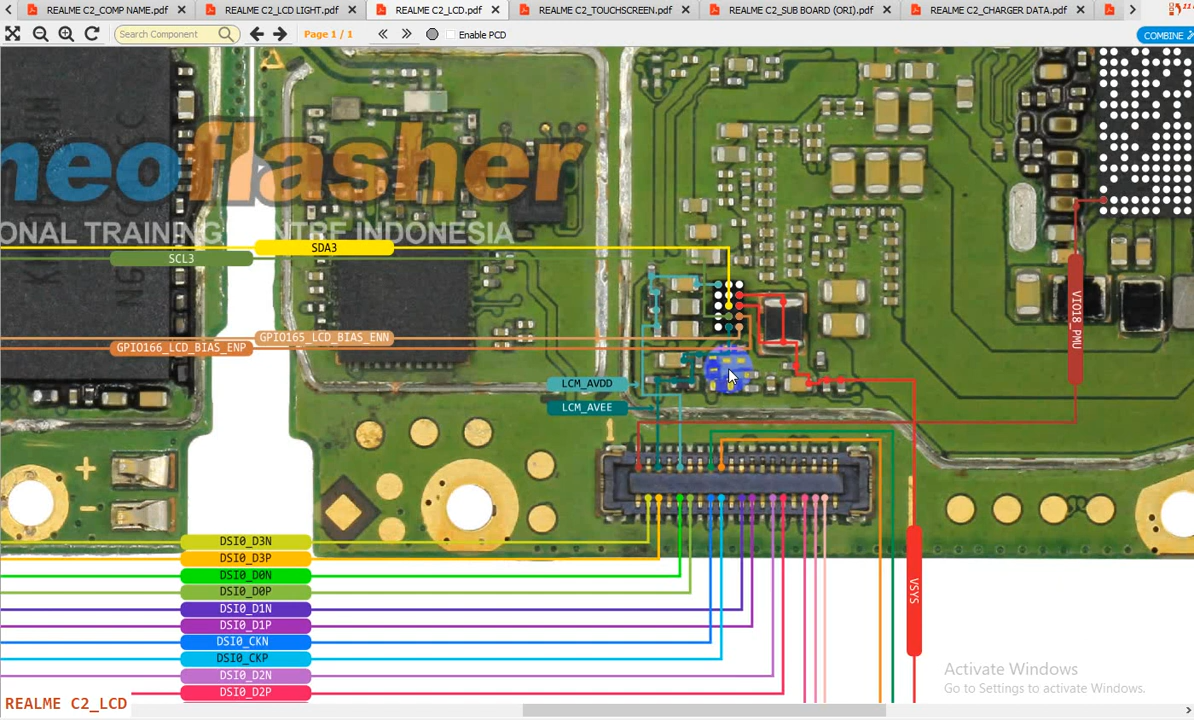 REALME C2_COMP NAME.pdf
REALME C2_LCD LIGHT.pdf
REALME C2_LCD.pdf
REALME C2_TOUCHSCREEN.pdf
REALME C2_SUB BOARD (ORI).pdf
REALME C2_CHARGER DATA.pdf
Search Component
Page 1 / 1
Enable PCD
COMBINE
neoflasher
ONAL TRAINING CENTRE INDONESIA
SDA3
SCL3
GPIO165_LCD_BIAS_ENN
GPIO166_LCD_BIAS_ENP
VIO18_PMU
LCM_AVDD
LCM_AVEE
DSI0_D3N
DSI0_D3P
DSI0_D0N
DSI0_D0P
DSI0_D1N
DSI0_D1P
DSI0_CKN
DSI0_CKP
DSI0_D2N
DSI0_D2P
VSYS
Activate Windows
Go to Settings to activate Windows.
REALME C2_LCD